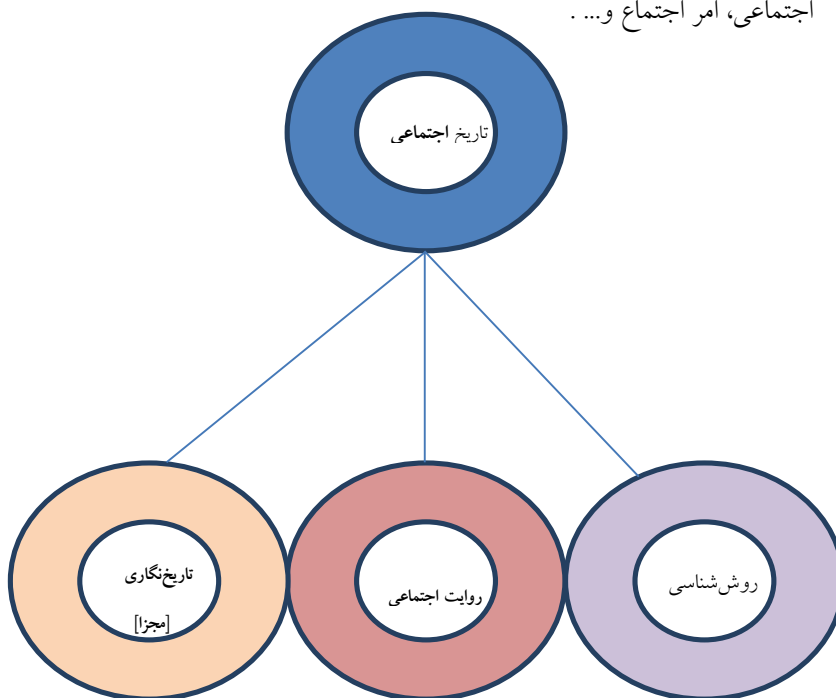 اجتماعی، امر اجتماع و... .
تاریخ اجتماعی
روش‌شناسی
روایت اجتماعی
تاریخ‌نگاری
[مجزا]